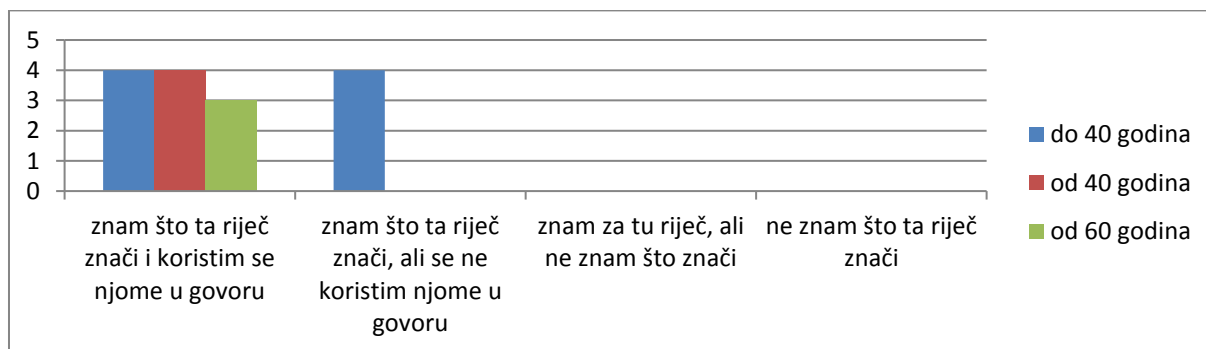 5
4
3
2
1
0
znam što ta riječ
znači i koristim se
njome u govoru
znam što ta riječ
znači, ali se ne
koristim njome u
govoru
znam za tu riječ, ali
ne znam što znači
ne znam što ta riječ
znači
do 40 godina
od 40 godina
od 60 godina